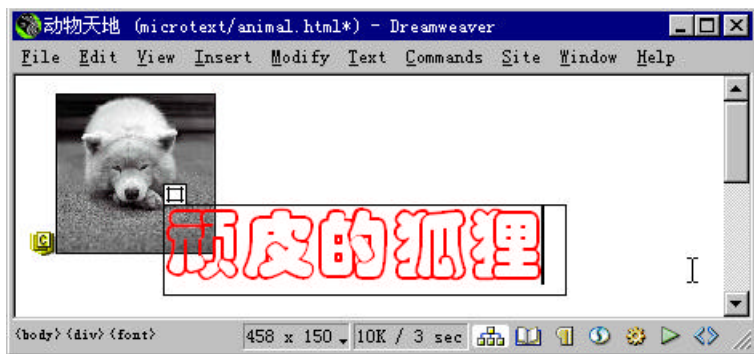 动物天地 (microtext/animal.html*) - Dreamweaver
File Edit View Insert Modify Text Commands Site Window Help
顽皮的狐狸
<body> <div> <font> 458 x 150 10K / 3 sec